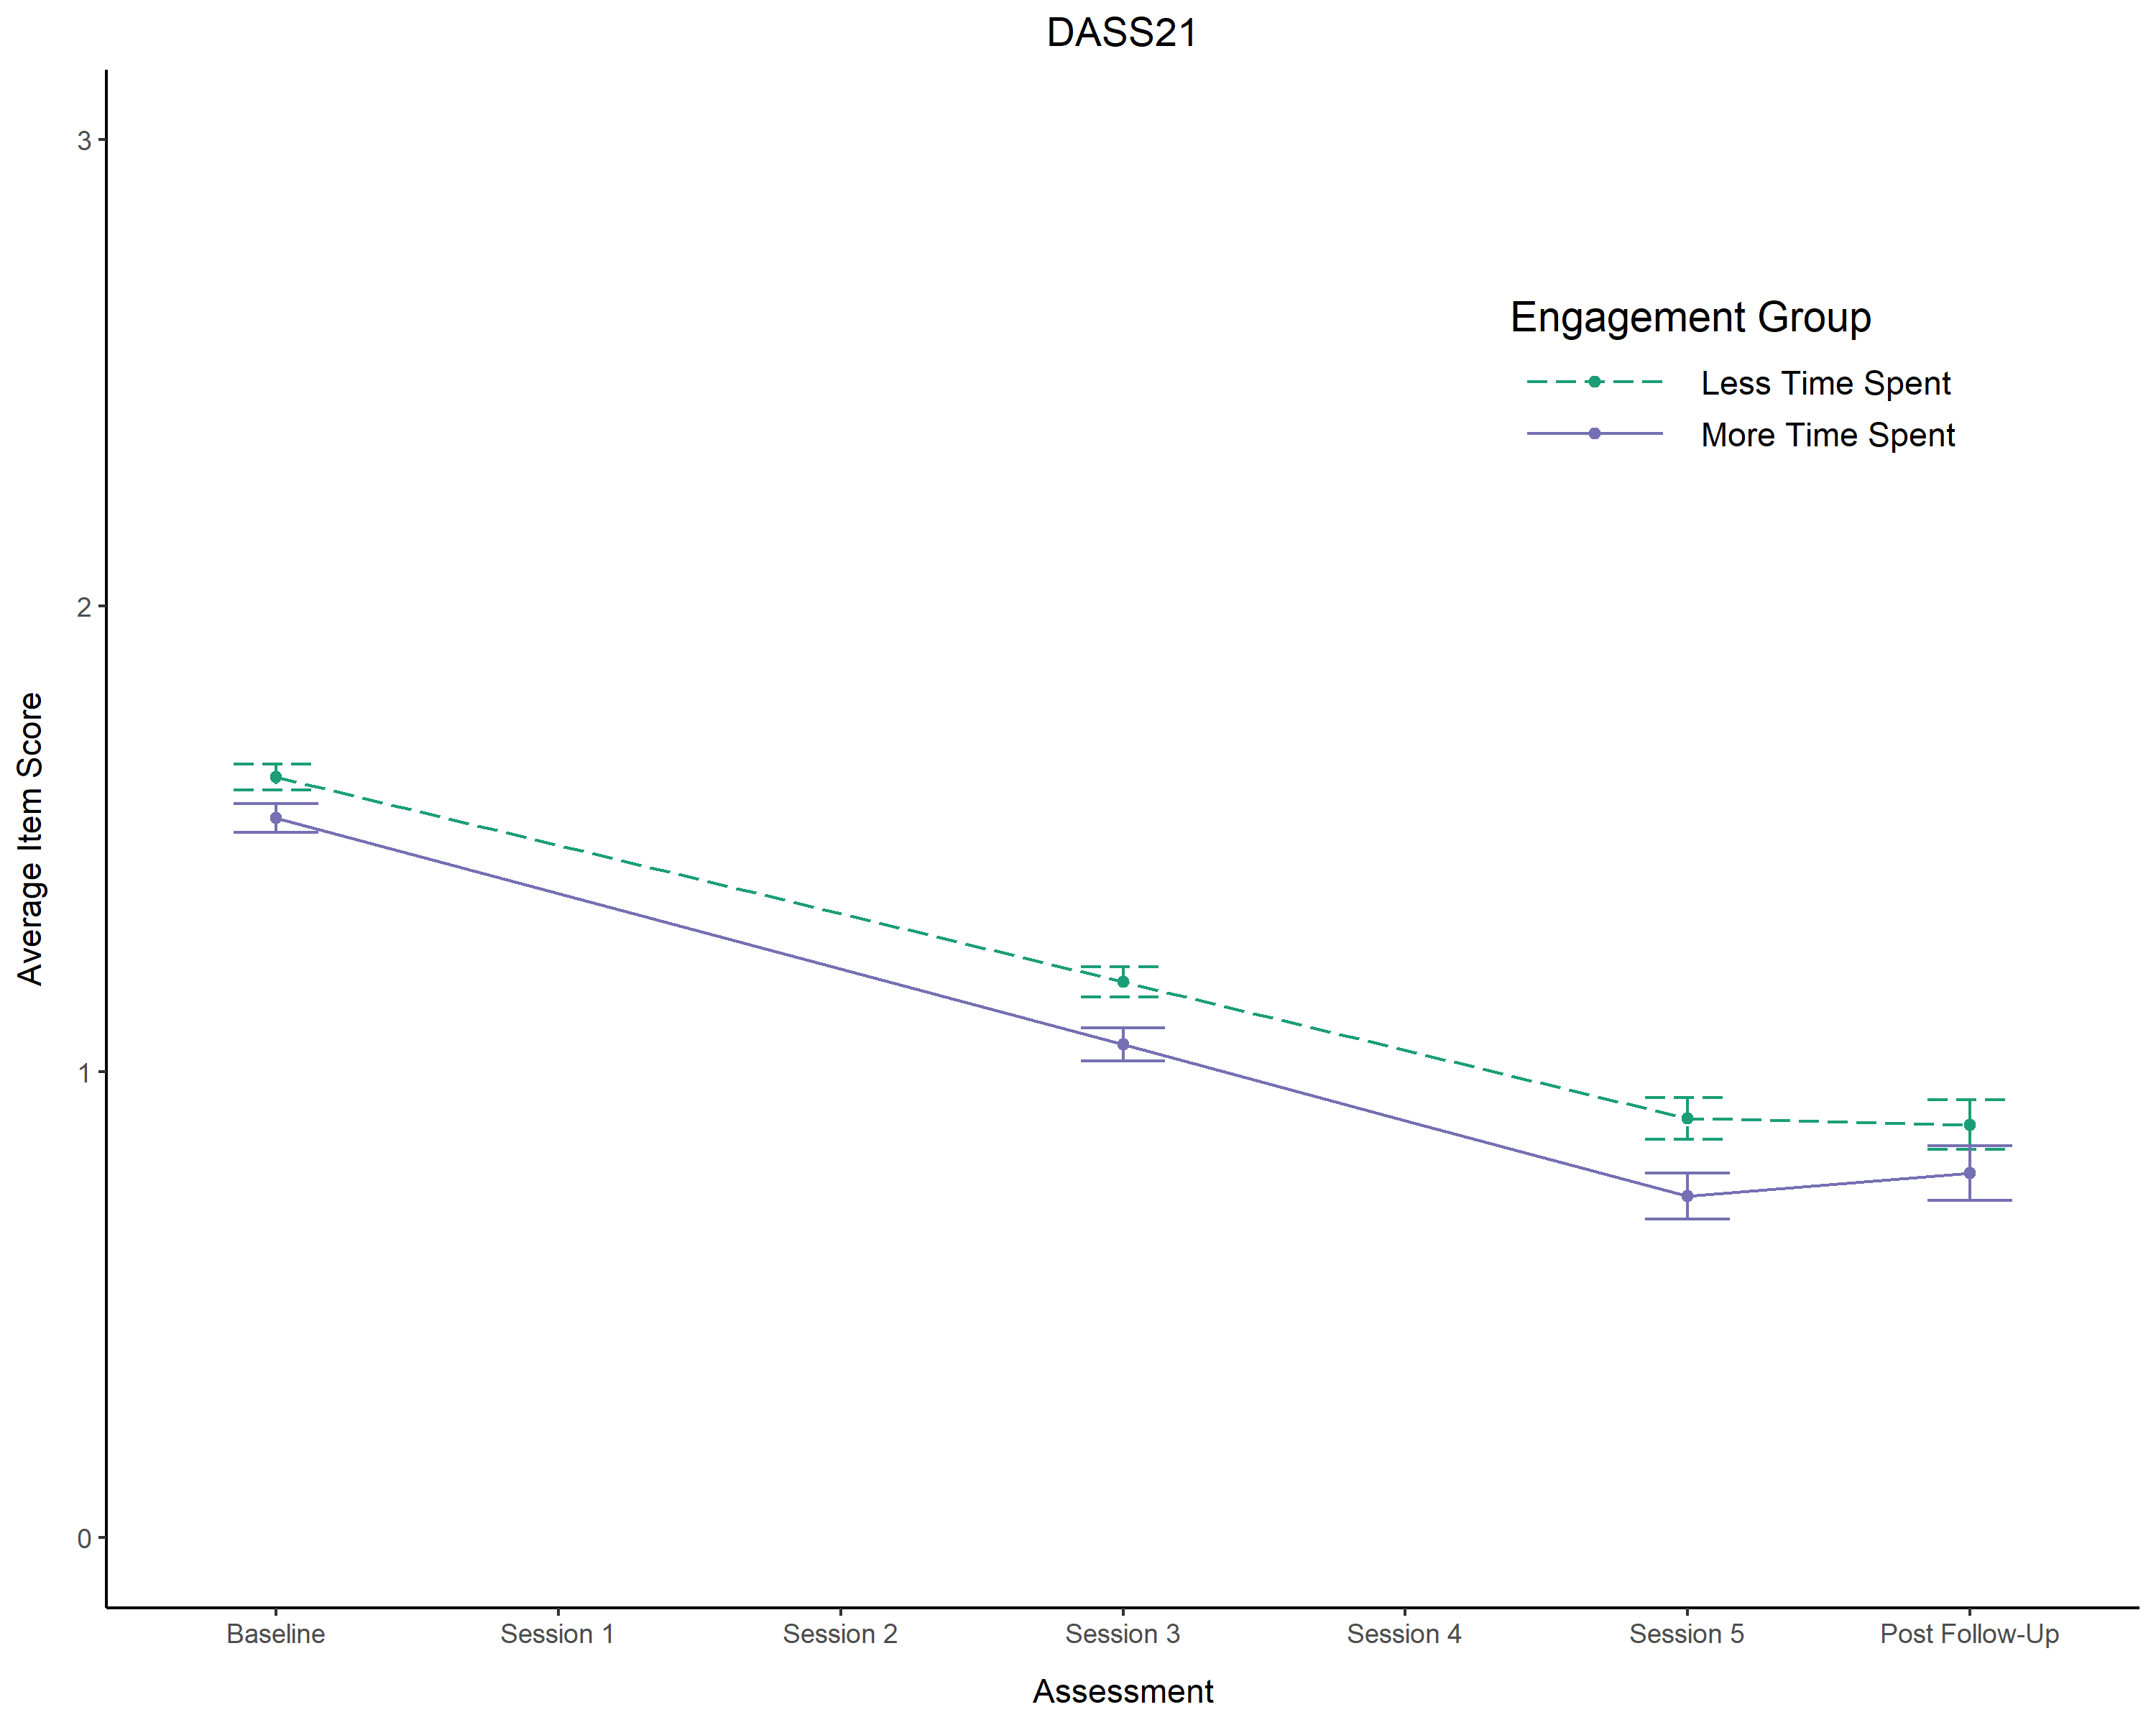 DASS21
3
2
1
0
Average Item Score
Engagement Group
Less Time Spent
More Time Spent
Baseline Session 1 Session 2 Session 3 Session 4 Session 5 Post Follow-Up
Assessment